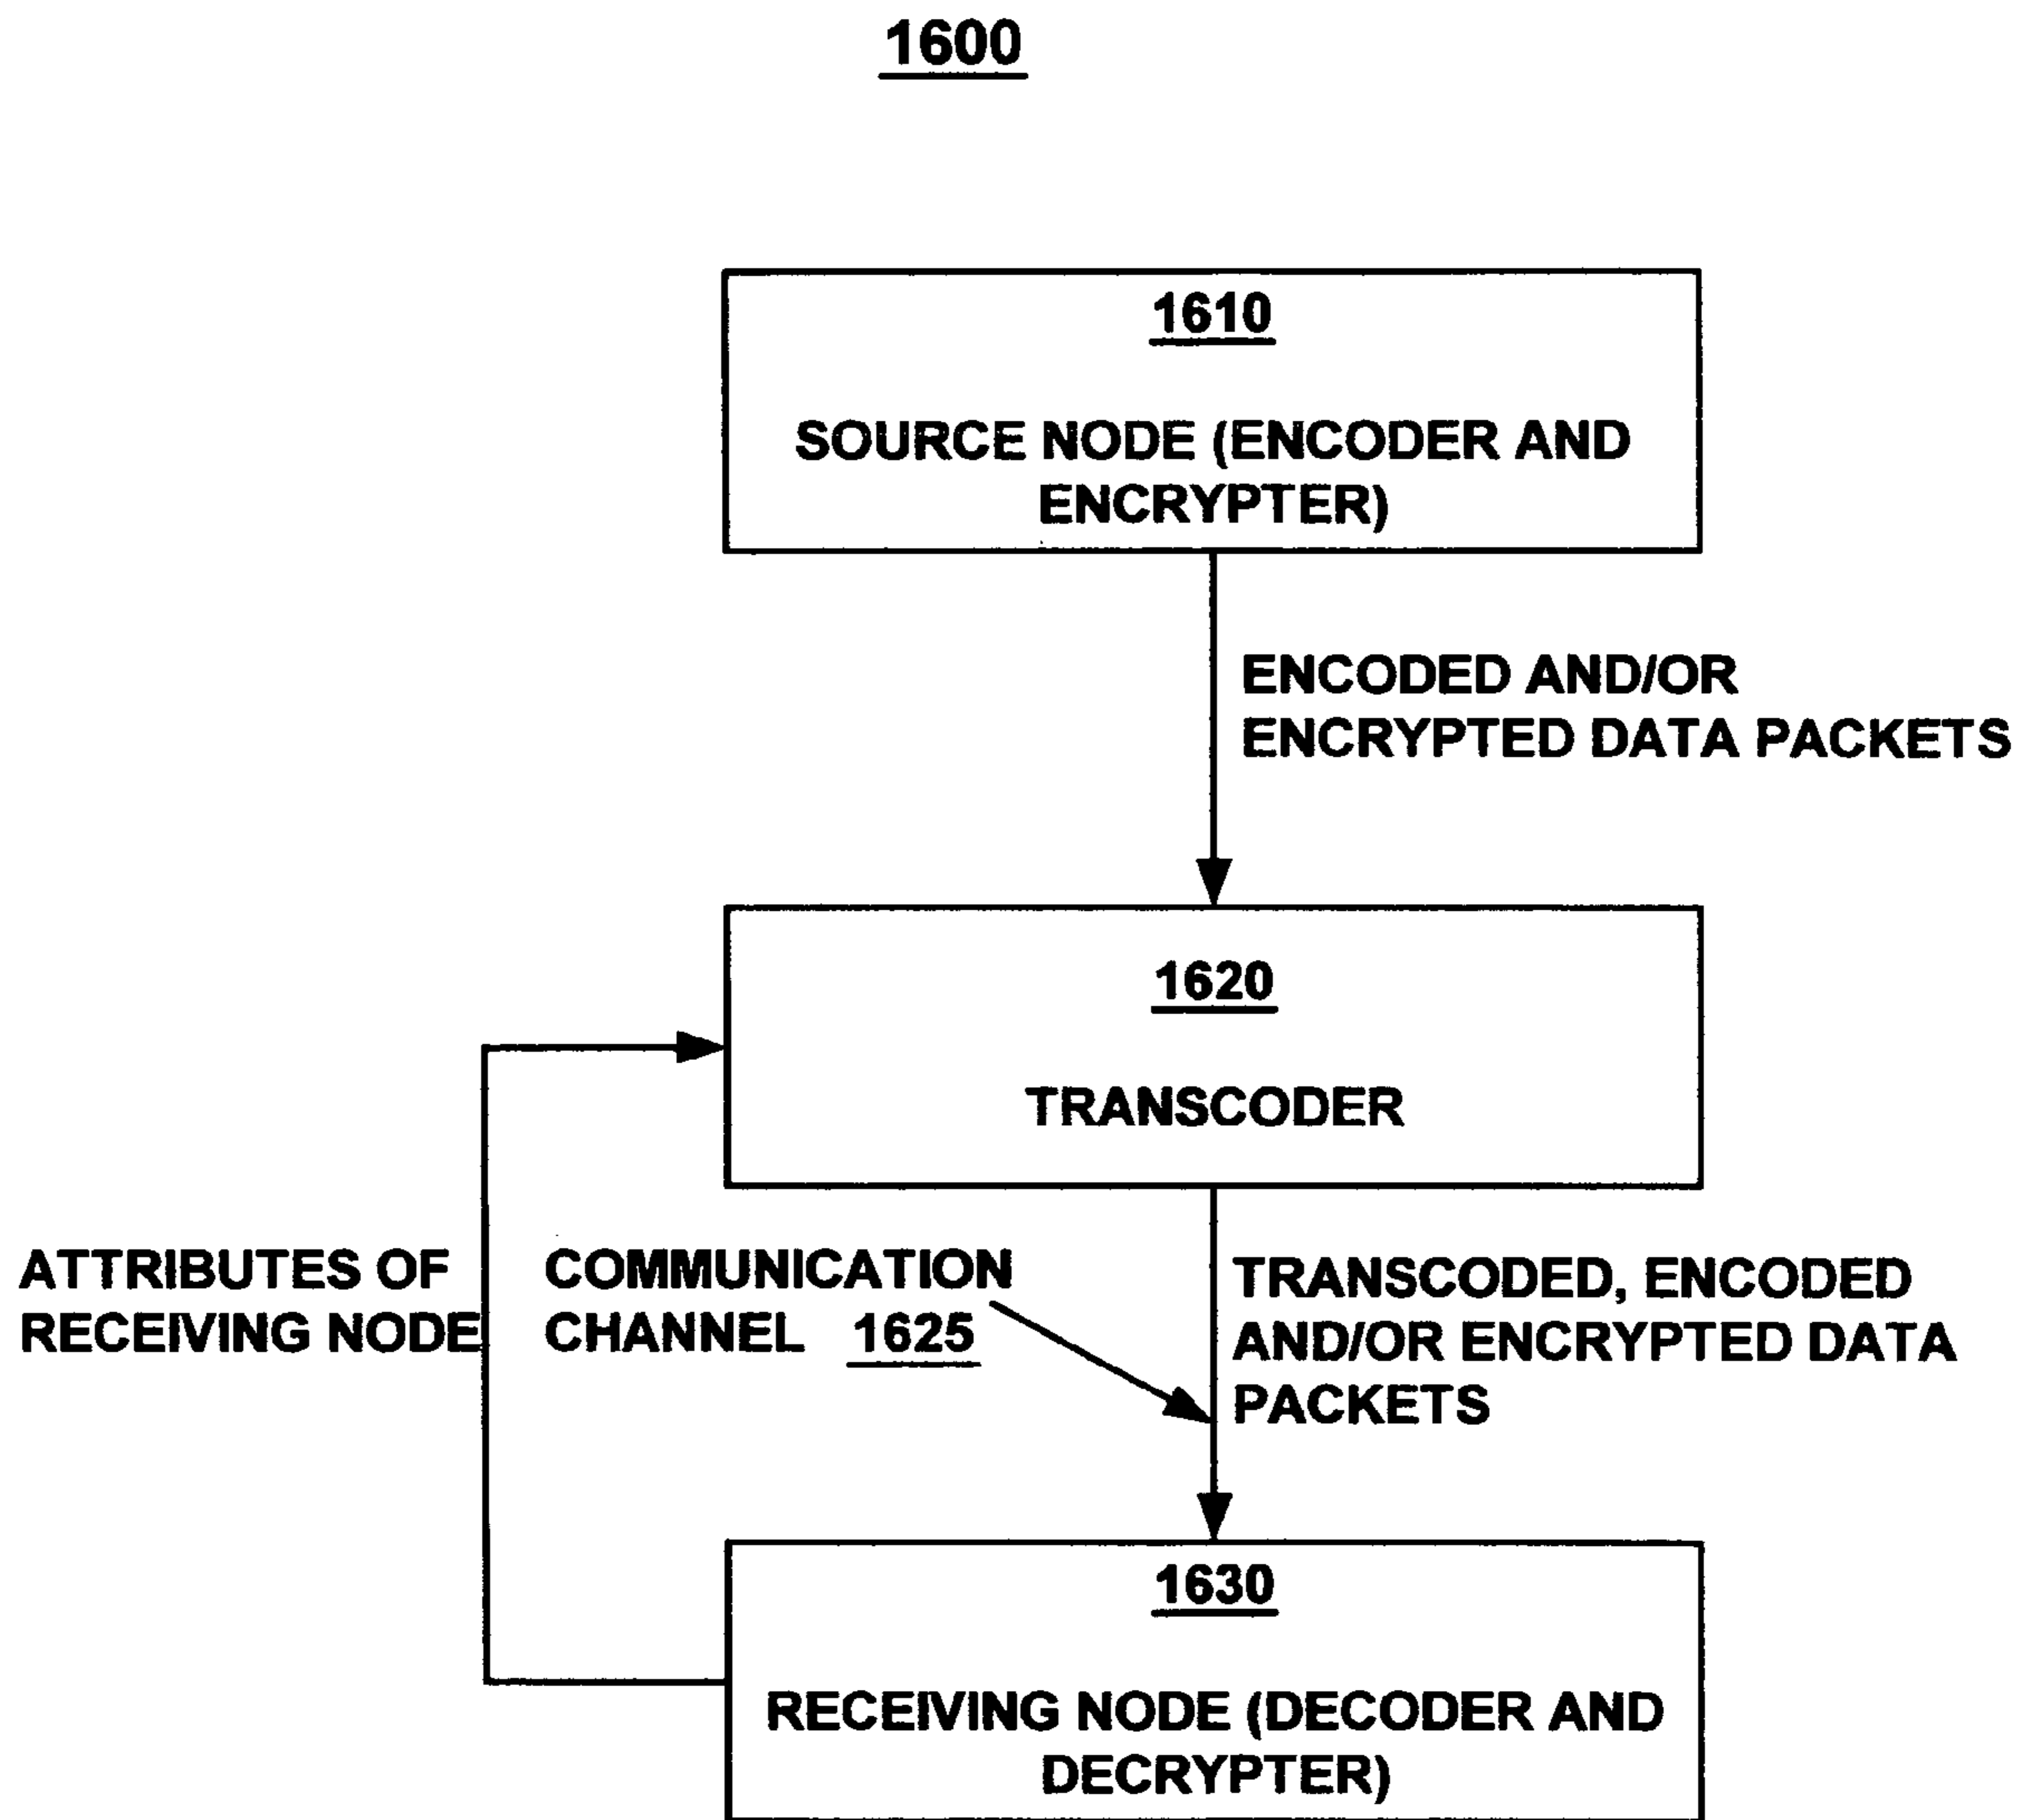 1600
1610
SOURCE NODE (ENCODER AND
ENCRYPTER)
ENCODED AND/OR
ENCRYPTED DATA PACKETS
1620
TRANSCODER
ATTRIBUTES OF
RECEIVING NODE
COMMUNICATION
CHANNEL 1625
TRANSCODED, ENCODED
AND/OR ENCRYPTED DATA
PACKETS
1630
RECEIVING NODE (DECODER AND
DECRYPTER)